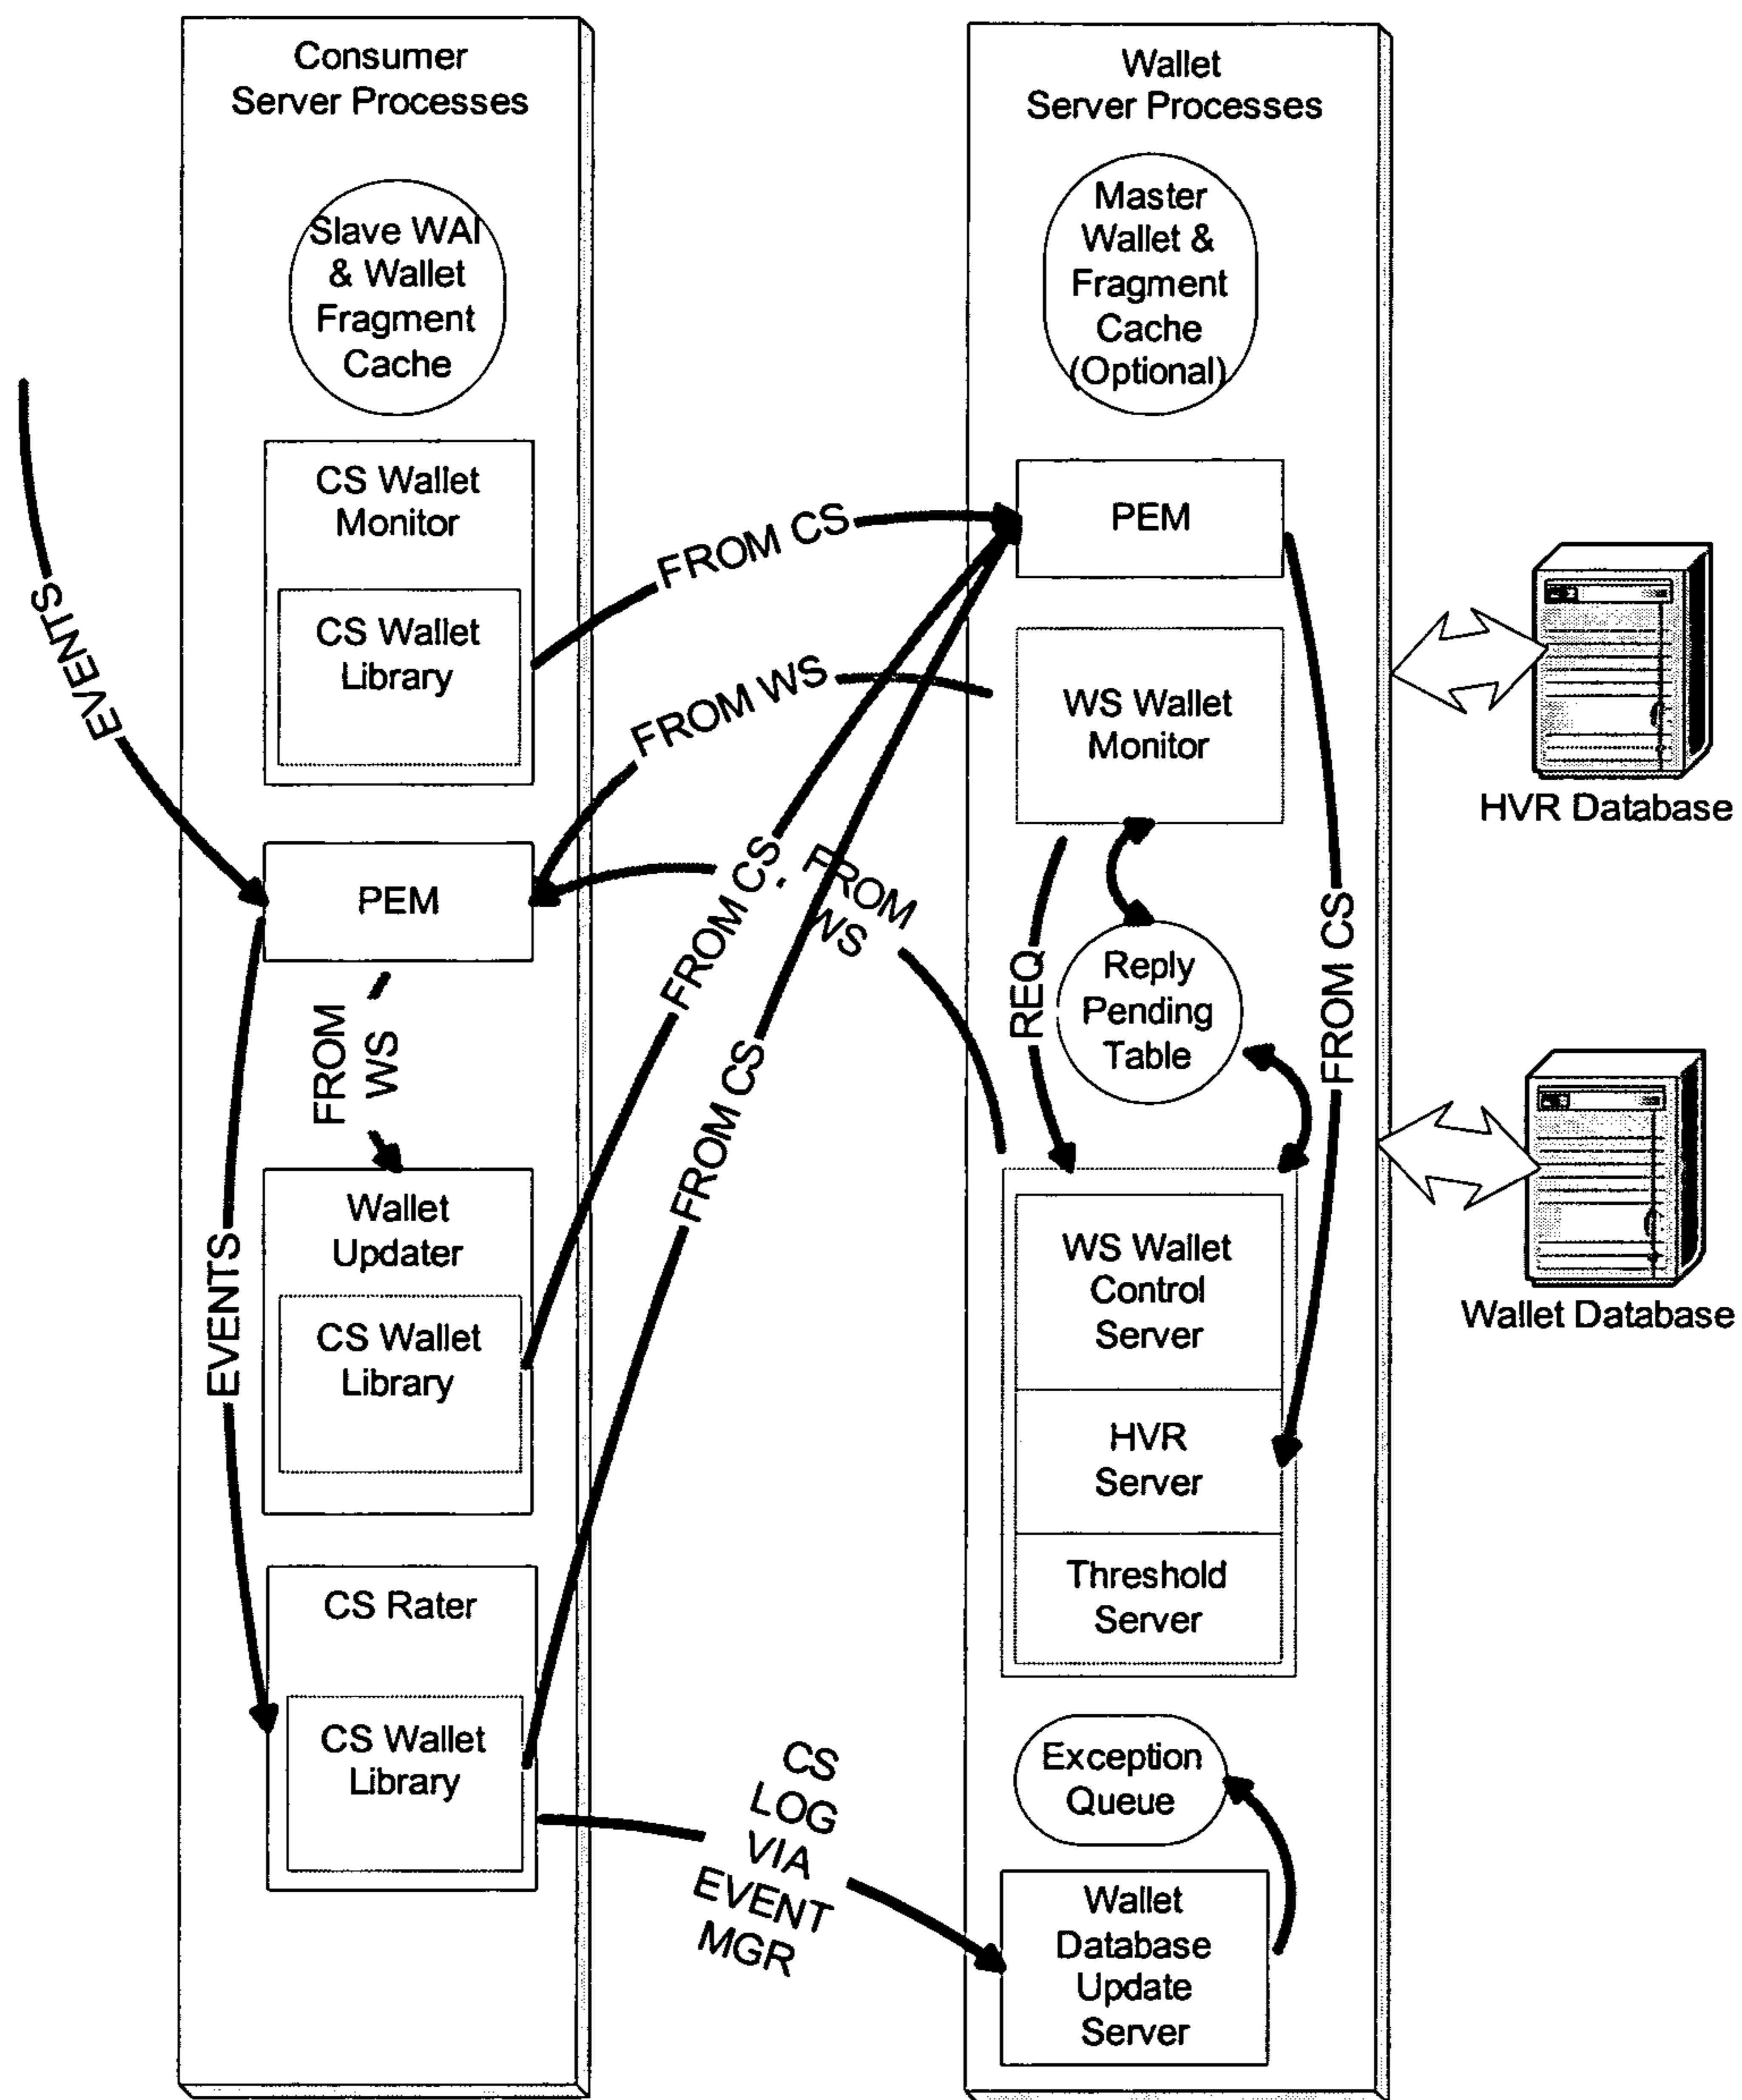 Consumer
Server Processes
Slave WAI
& Wallet
Fragment
Cache
CS Wallet
Monitor
CS Wallet
Library
EVENTS
PEM
FROM
WS
EVENTS
Wallet
Updater
CS Wallet
Library
CS Rater
CS Wallet
Library
FROM CS
FROM WS
FROM CS
FROM
WS
FROM CS
CS
LOG
VIA
EVENT
MGR
Wallet
Server Processes
Master
Wallet &
Fragment
Cache
(Optional)
PEM
WS Wallet
Monitor
REQ
Reply
Pending
Table
FROM CS
WS Wallet
Control
Server
HVR
Server
Threshold
Server
Exception
Queue
Wallet
Database
Update
Server
HVR Database
Wallet Database